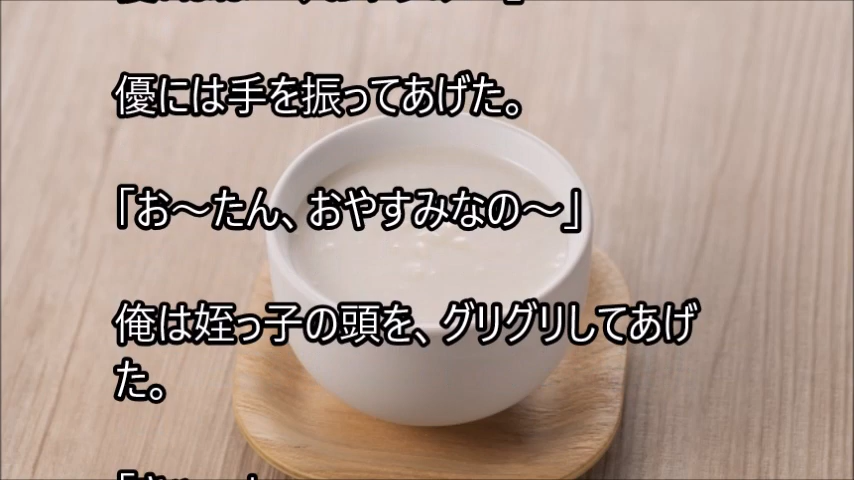 優には手を振ってあげた。
「お〜たん、おやすみなの〜」
俺は姪っ子の頭を、グリグリしてあげ
た。